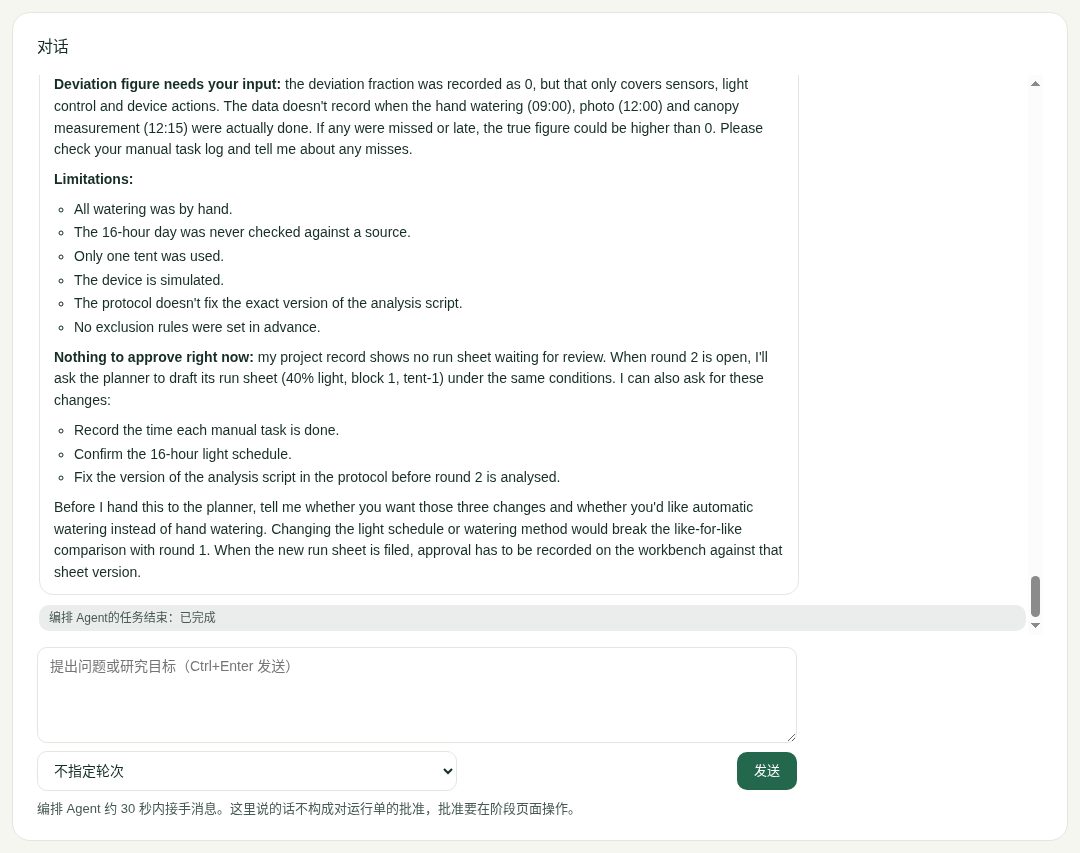 对话
Deviation figure needs your input: the deviation fraction was recorded as 0, but that only covers sensors, light
control and device actions. The data doesn't record when the hand watering (09:00), photo (12:00) and canopy
measurement (12:15) were actually done. If any were missed or late, the true figure could be higher than 0. Please
check your manual task log and tell me about any misses.
Limitations:
All watering was by hand.
The 16-hour day was never checked against a source.
Only one tent was used.
The device is simulated.
The protocol doesn't fix the exact version of the analysis script.
No exclusion rules were set in advance.
Nothing to approve right now: my project record shows no run sheet waiting for review. When round 2 is open, I'll
ask the planner to draft its run sheet (40% light, block 1, tent-1) under the same conditions. I can also ask for these
changes:
Record the time each manual task is done.
Confirm the 16-hour light schedule.
Fix the version of the analysis script in the protocol before round 2 is analysed.
Before I hand this to the planner, tell me whether you want those three changes and whether you'd like automatic
watering instead of hand watering. Changing the light schedule or watering method would break the like-for-like
comparison with round 1. When the new run sheet is filed, approval has to be recorded on the workbench against that
sheet version.
编排 Agent的任务结束：已完成
提出问题或研究目标（Ctrl+Enter 发送）
不指定轮次
发送
编排 Agent 约 30 秒内接手消息。这里说的话不构成对运行单的批准，批准要在阶段页面操作。